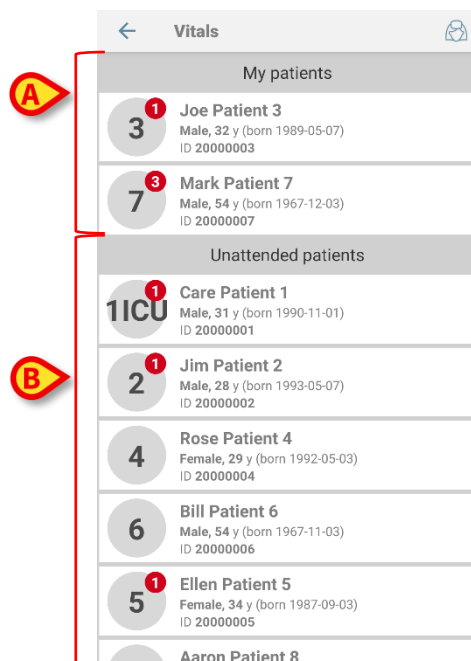 Vitals
A
My patients
3
1
Joe Patient 3
Male, 32 y (born 1989-05-07)
ID 20000003
7
3
Mark Patient 7
Male, 54 y (born 1967-12-03)
ID 20000007
B
Unattended patients
1ICU
1
Care Patient 1
Male, 31 y (born 1990-11-01)
ID 20000001
2
1
Jim Patient 2
Male, 28 y (born 1993-05-07)
ID 20000002
4
Rose Patient 4
Female, 29 y (born 1992-05-03)
ID 20000004
6
Bill Patient 6
Male, 54 y (born 1967-11-03)
ID 20000006
5
1
Ellen Patient 5
Female, 34 y (born 1987-09-03)
ID 20000005
Aaron Patient 8